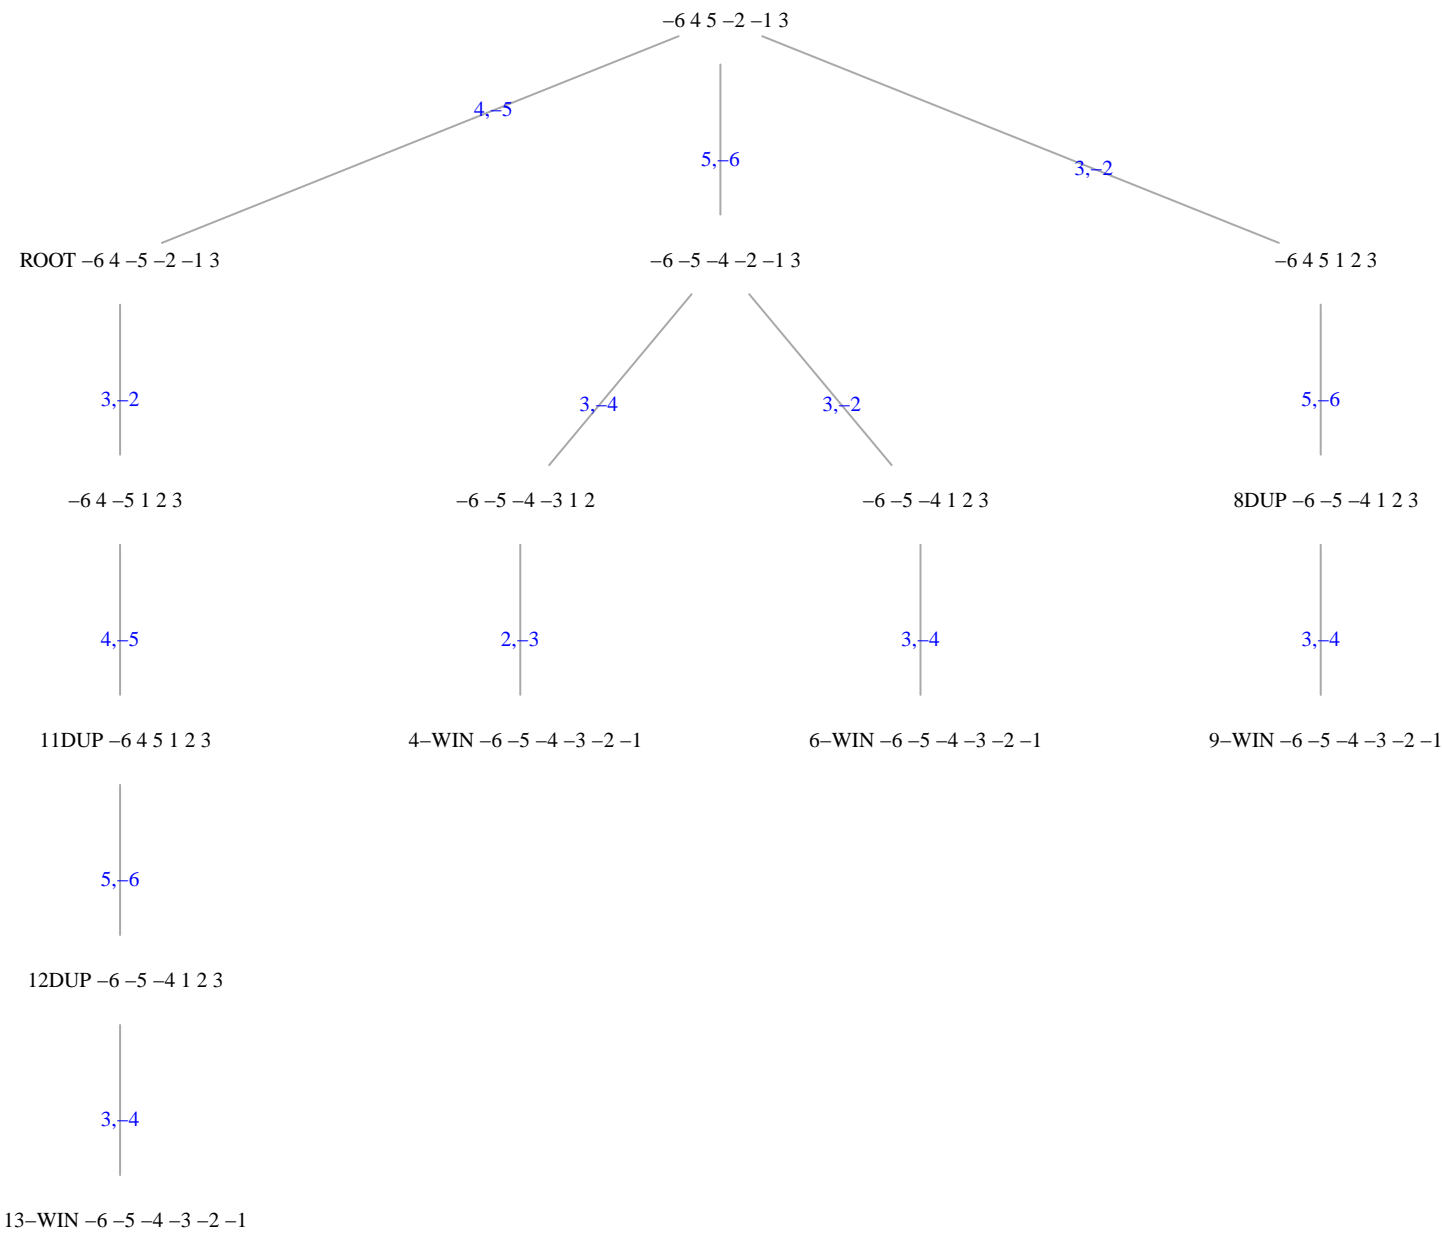 –6 4 5 –2 –1 3
4,–5
5,–6
3,–2
ROOT –6 4 –5 –2 –1 3
–6 –5 –4 –2 –1 3
–6 4 5 1 2 3
3,–2
3,–4
3,–2
5,–6
–6 4 –5 1 2 3
–6 –5 –4 –3 1 2
–6 –5 –4 1 2 3
8DUP –6 –5 –4 1 2 3
4,–5
2,–3
3,–4
3,–4
11DUP –6 4 5 1 2 3
4–WIN –6 –5 –4 –3 –2 –1
6–WIN –6 –5 –4 –3 –2 –1
9–WIN –6 –5 –4 –3 –2 –1
5,–6
12DUP –6 –5 –4 1 2 3
3,–4
13–WIN –6 –5 –4 –3 –2 –1